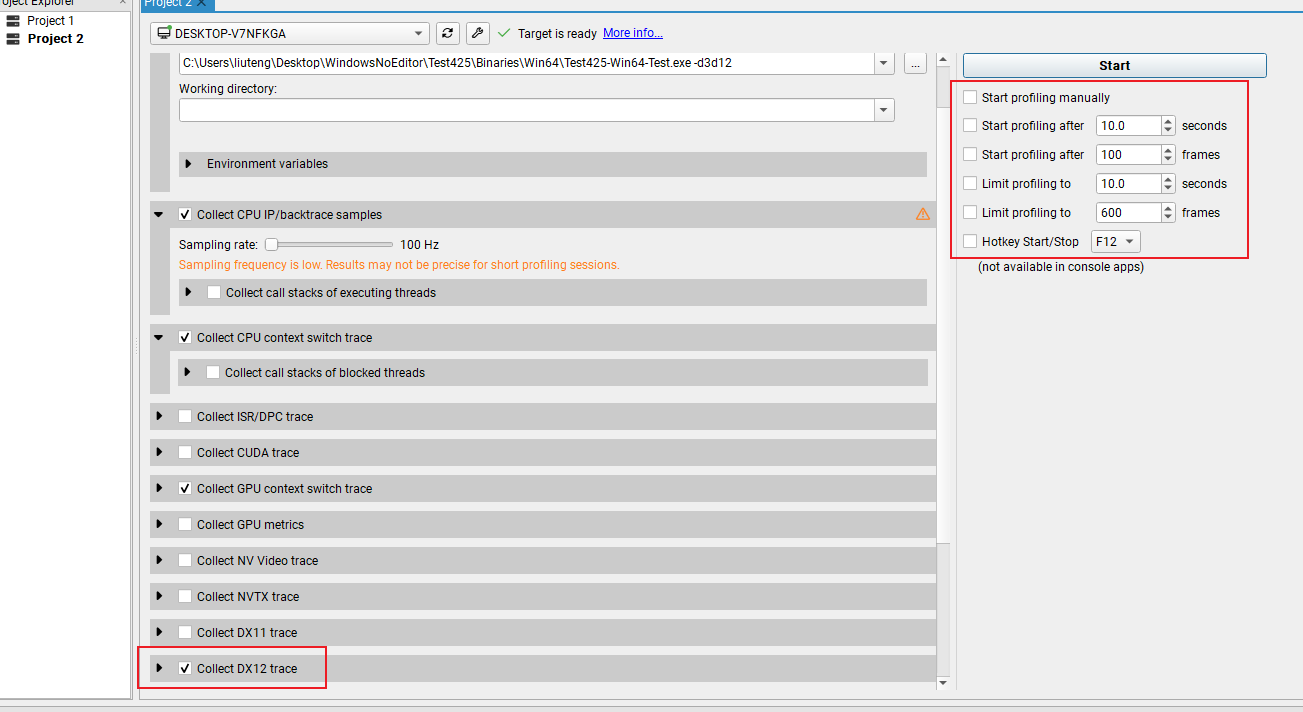 Project Explorer
Project 1
Project 2
Project 2
DESKTOP-V7NFKGA
Target is ready More info...
C:\Users\liuteng\Desktop\WindowsNoEditor\Test425\Binaries\Win64\Test425-Win64-Test.exe -d3d12
...
Working directory:
Environment variables
Collect CPU IP/backtrace samples
Sampling rate: 100 Hz
Sampling frequency is low. Results may not be precise for short profiling sessions.
Collect call stacks of executing threads
Collect CPU context switch trace
Collect call stacks of blocked threads
Collect ISR/DPC trace
Collect CUDA trace
Collect GPU context switch trace
Collect GPU metrics
Collect NV Video trace
Collect NVTX trace
Collect DX11 trace
Collect DX12 trace
Start
Start profiling manually
Start profiling after 10.0 seconds
Start profiling after 100 frames
Limit profiling to 10.0 seconds
Limit profiling to 600 frames
Hotkey Start/Stop F12
(not available in console apps)